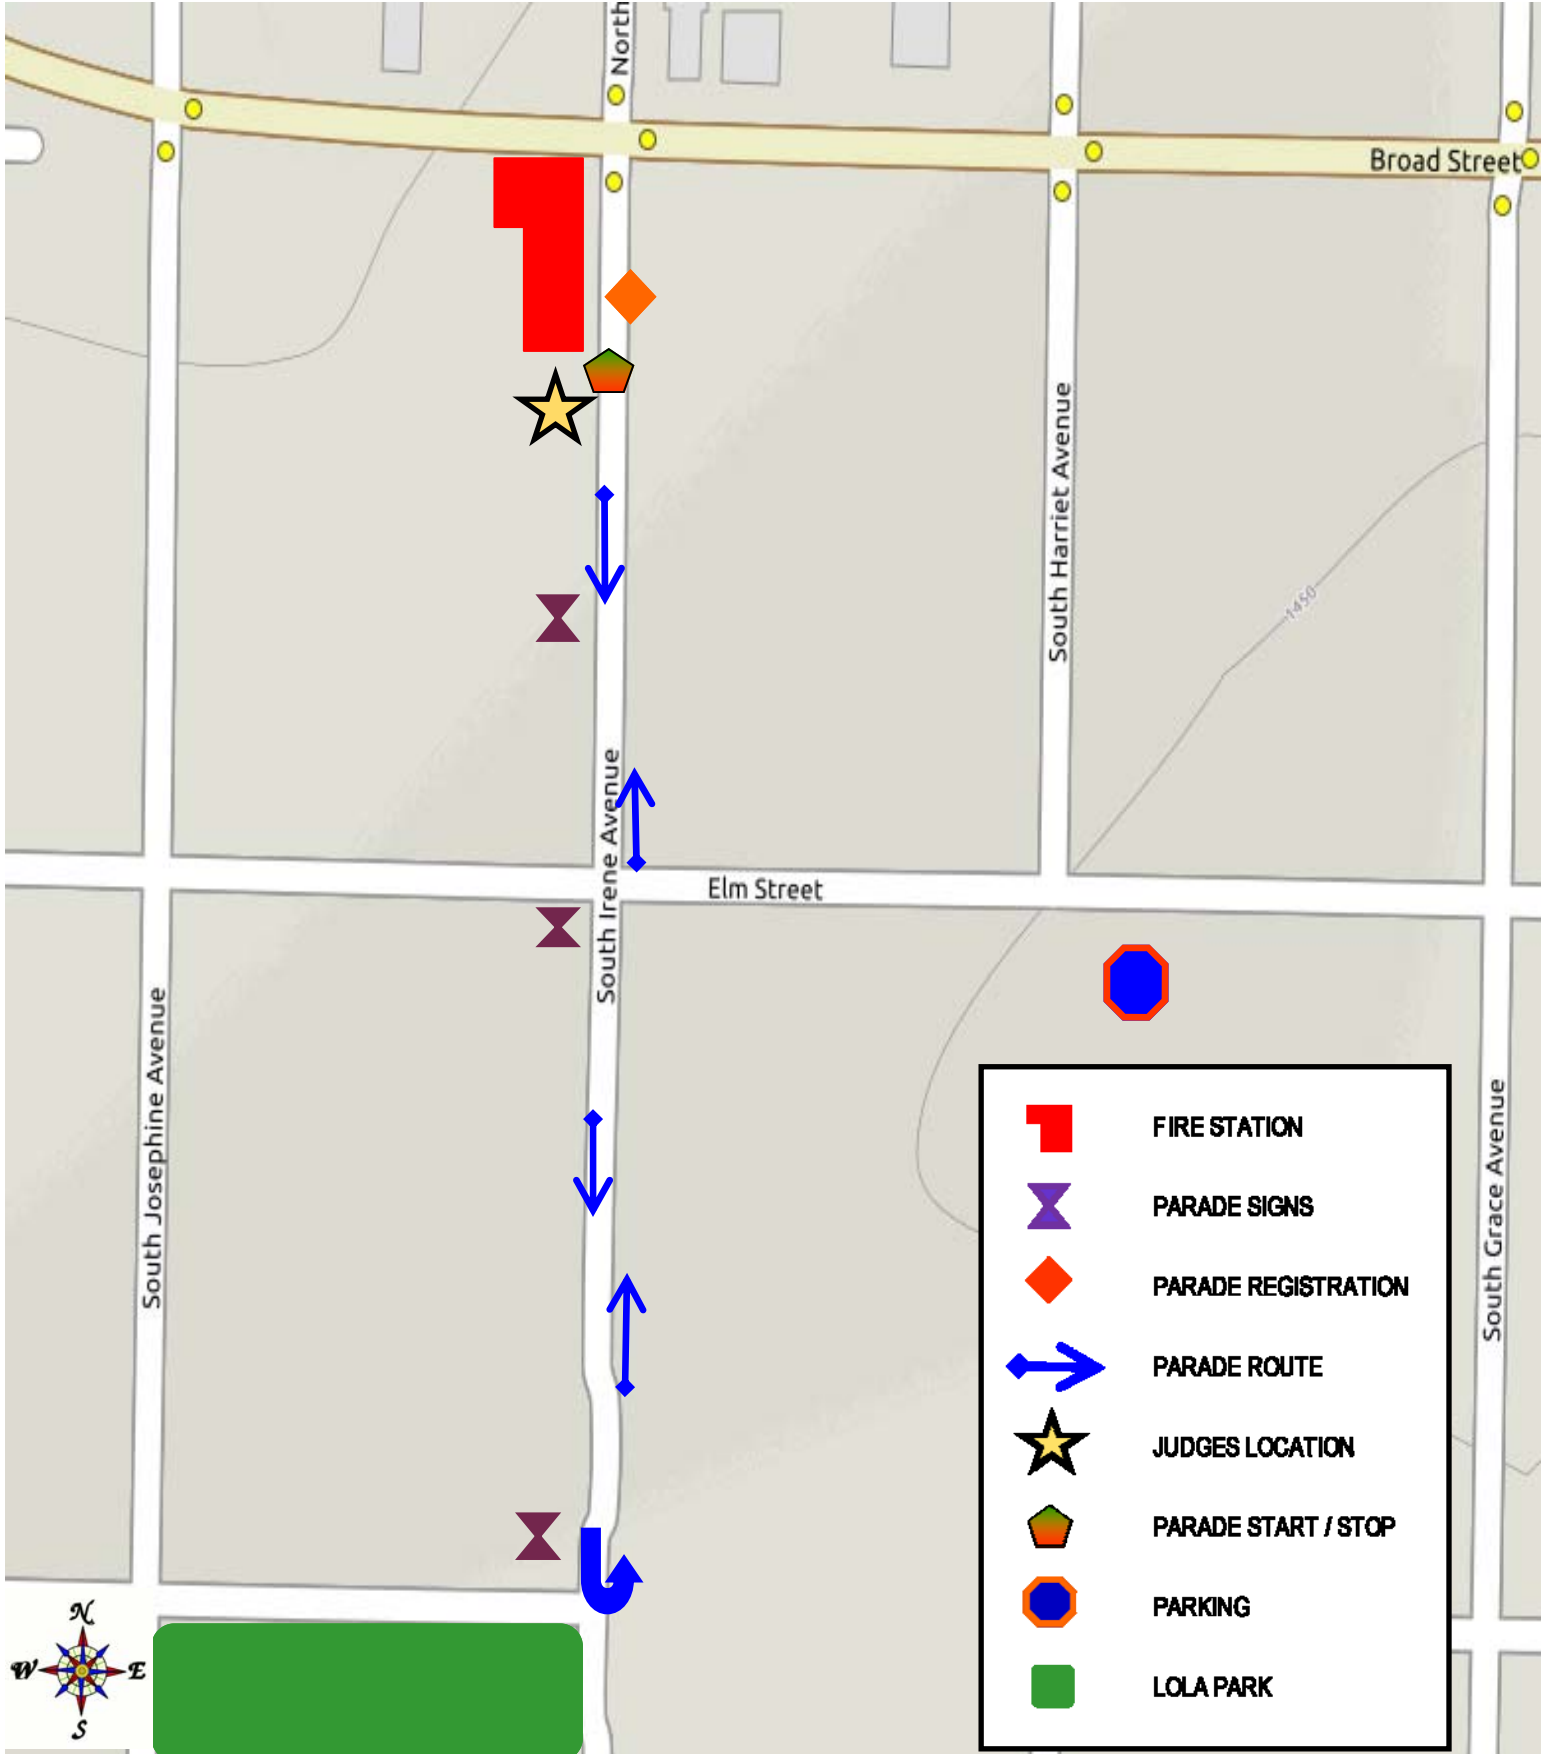 North
Broad Street
South Harriet Avenue
1450
South Irene Avenue
Elm Street
South Josephine Avenue
South Grace Avenue
FIRE STATION
PARADE SIGNS
PARADE REGISTRATION
PARADE ROUTE
JUDGES LOCATION
PARADE START / STOP
PARKING
LOLA PARK
N
W E
S